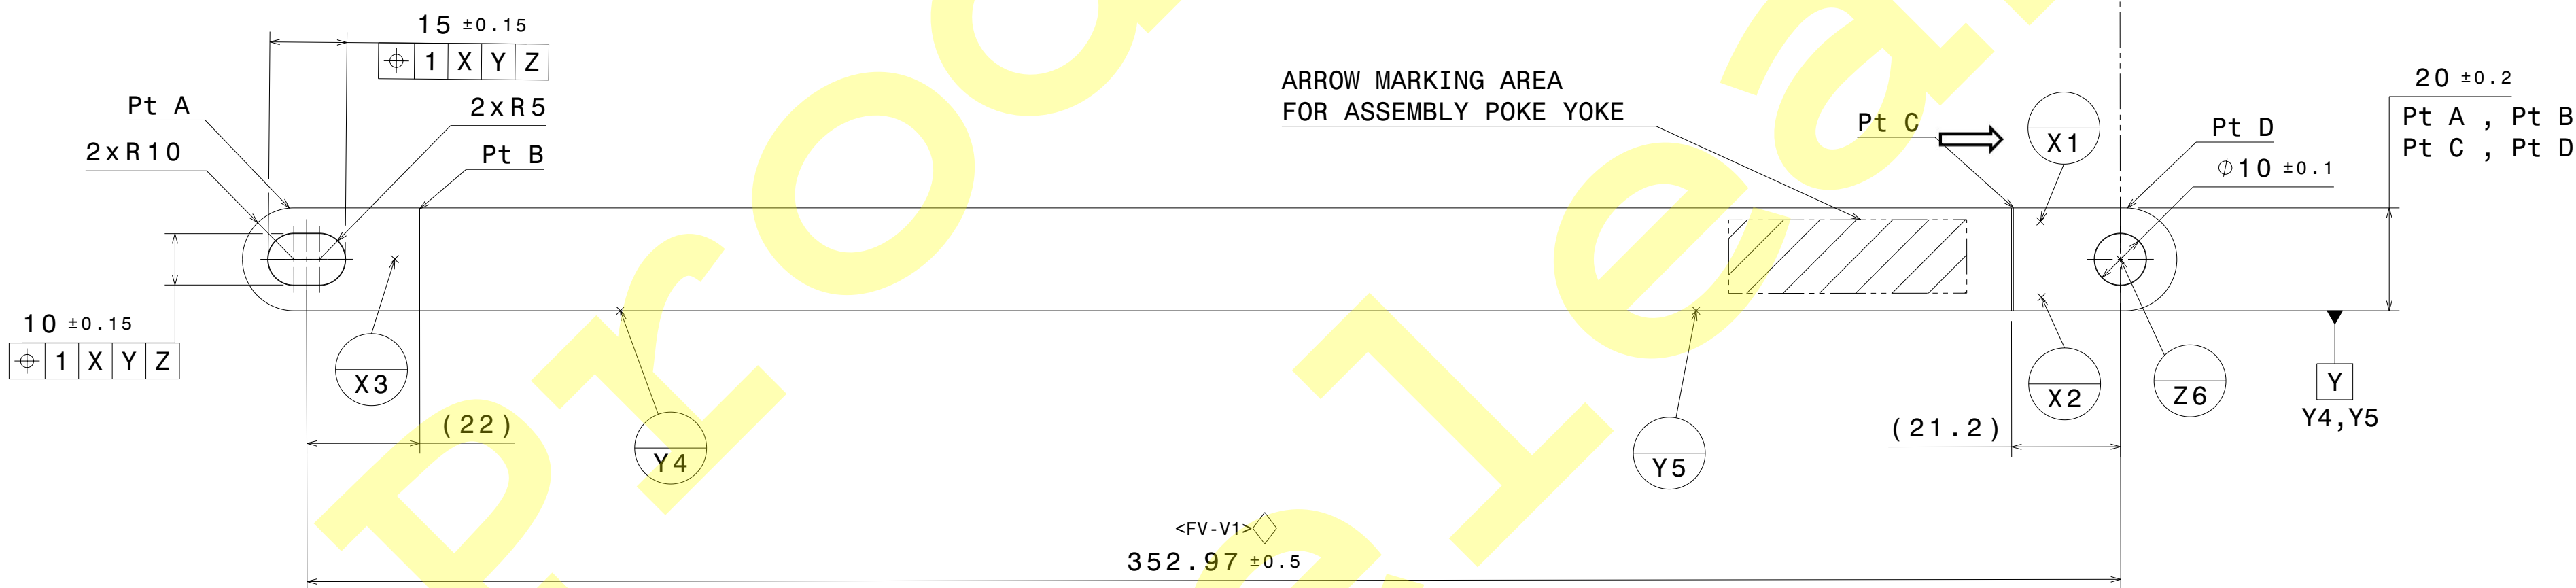 15 ±0.15
⌖ 1 X Y Z
Pt A
2xR5
2xR10
Pt B
ARROW MARKING AREA
FOR ASSEMBLY POKE YOKE
Pt C
X1
Pt D
20 ±0.2
Pt A , Pt B
Pt C , Pt D
⌀10 ±0.1
10 ±0.15
⌖ 1 X Y Z
X3
(22)
Y4
Y5
(21.2)
X2
Z6
Y
Y4,Y5
<FV-V1>
352.97 ±0.5